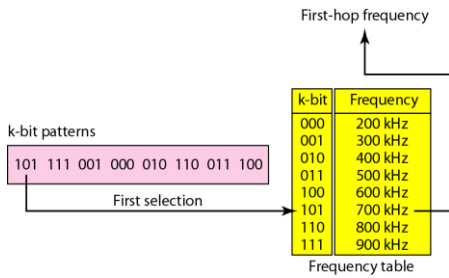 First-hop frequency
k-bit patterns
101 111 001 000 010 110 011 100
First selection
k-bit Frequency
000 200 kHz
001 300 kHz
010 400 kHz
011 500 kHz
100 600 kHz
101 700 kHz
110 800 kHz
111 900 kHz
Frequency table